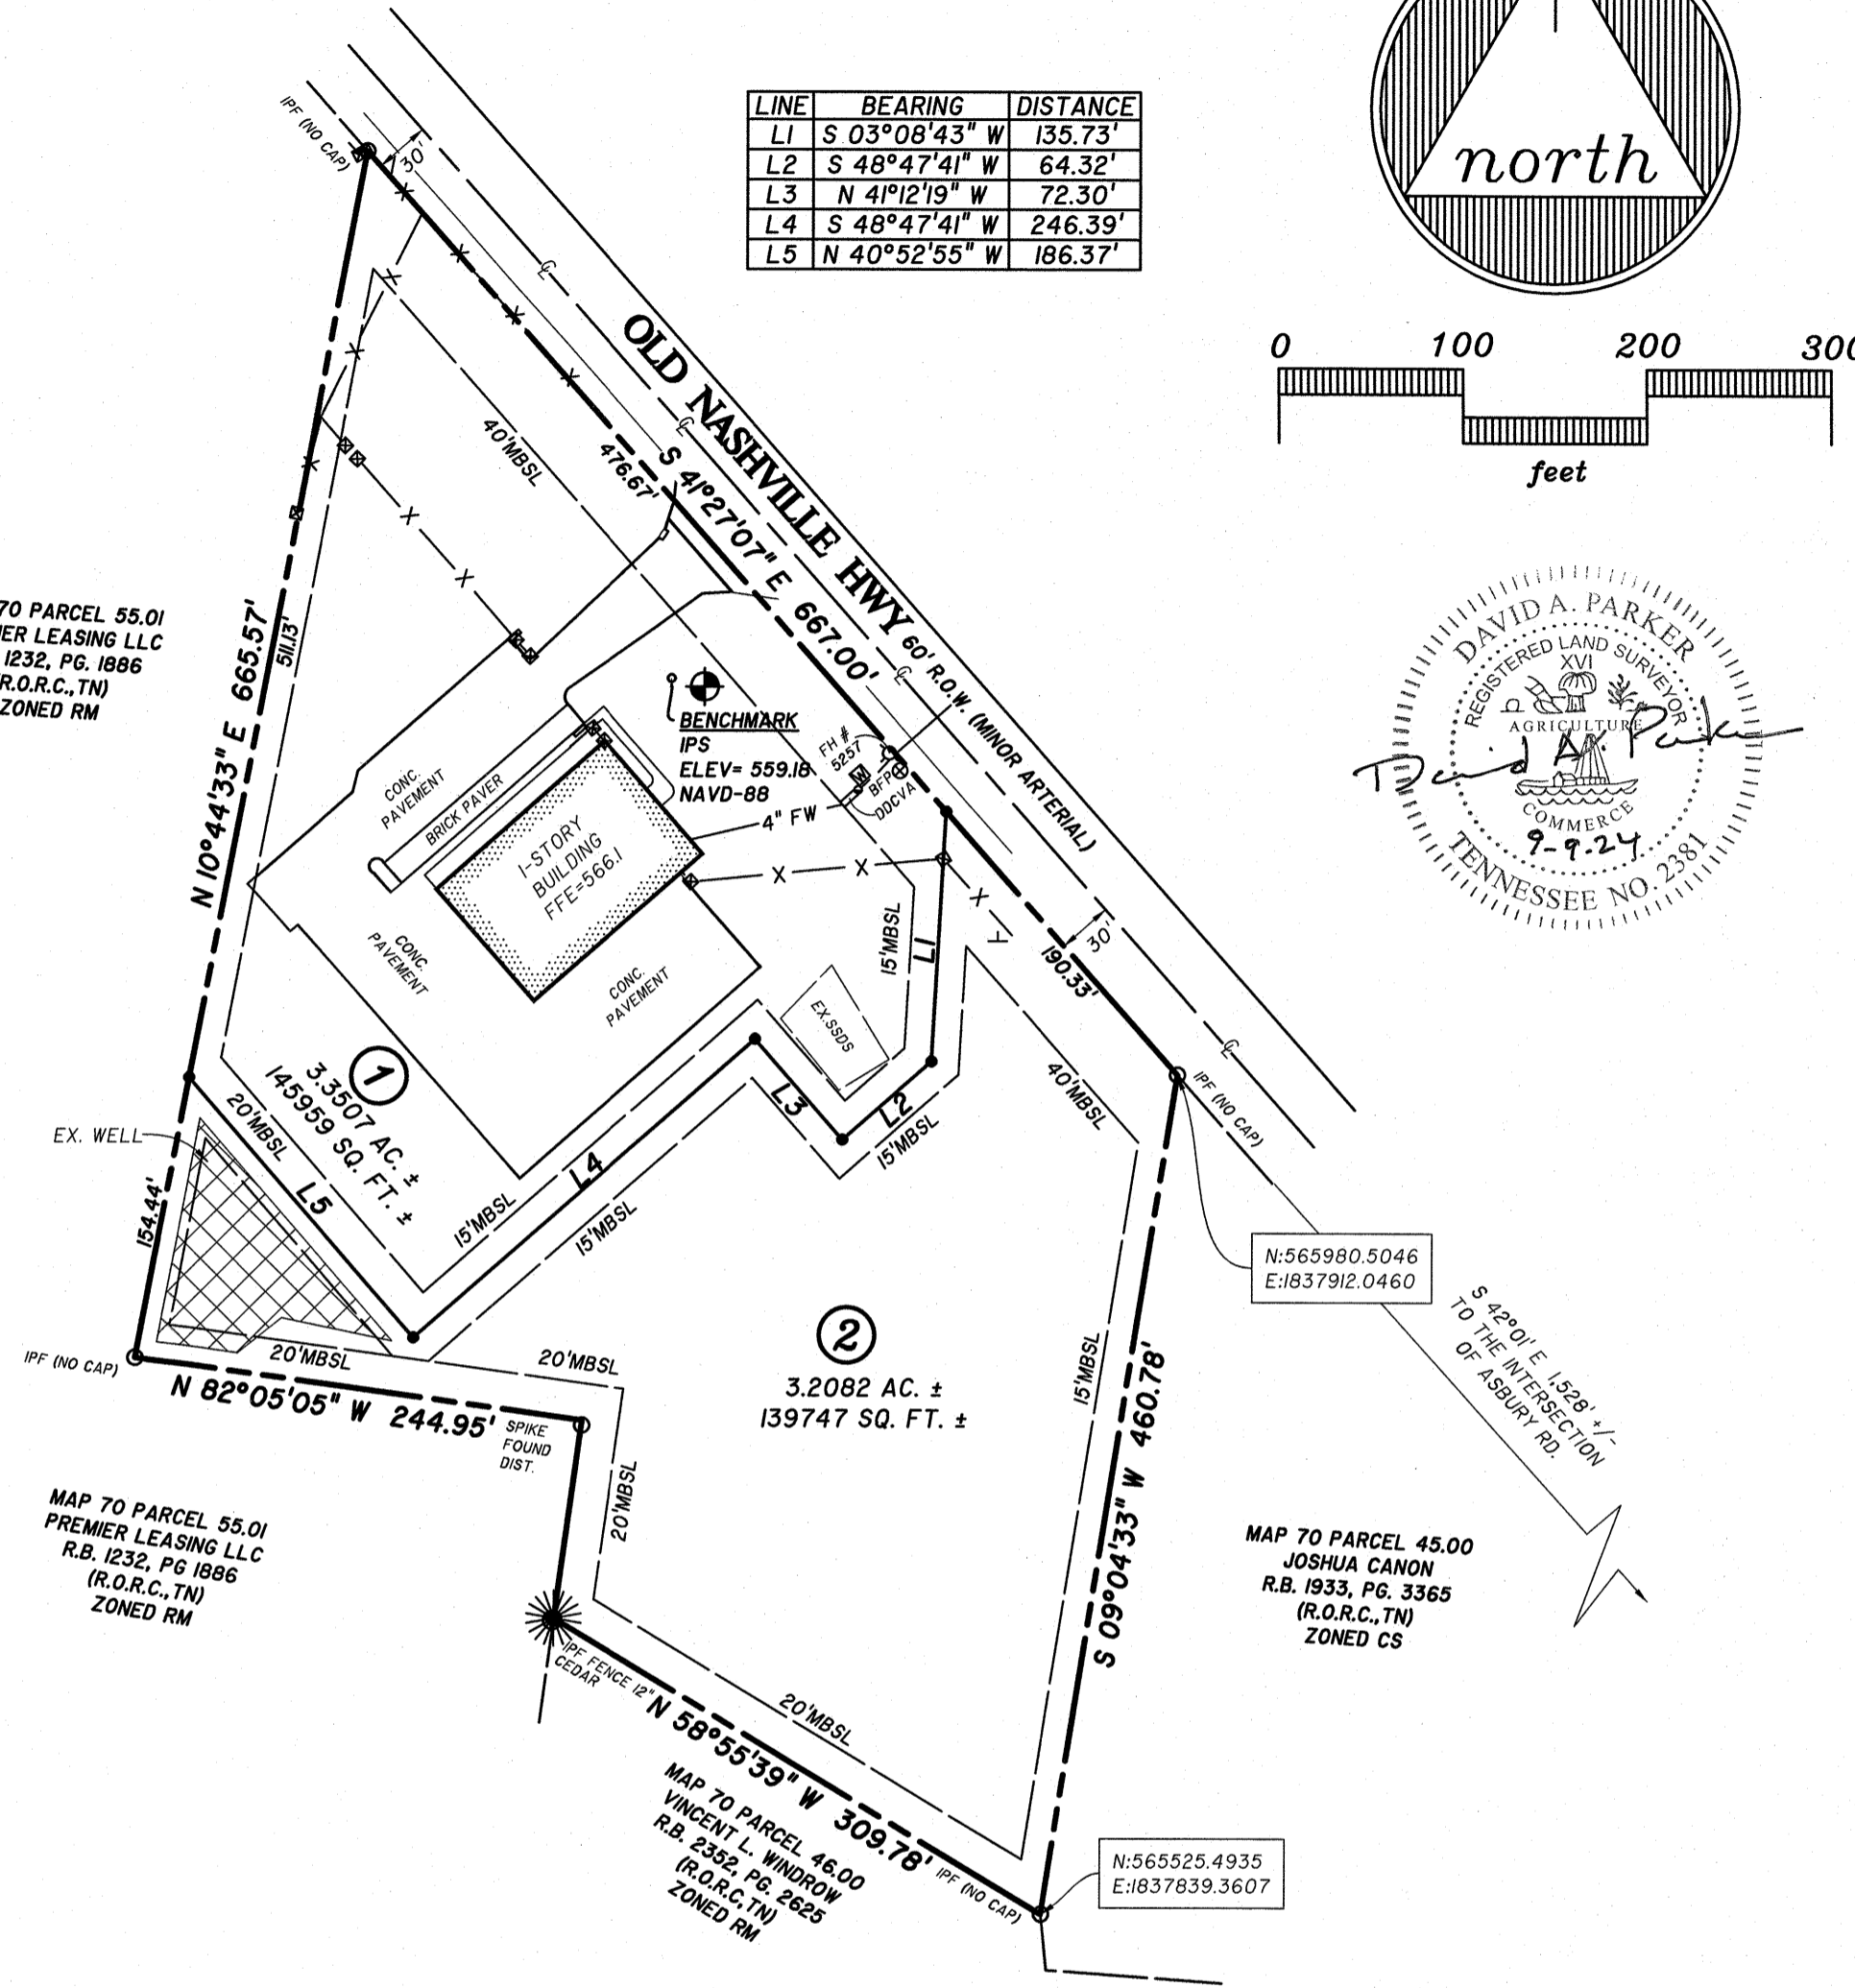 IPF (NO CAP)
30'
LINE BEARING DISTANCE
L1 S 03°08'43" W 135.73'
L2 S 48°47'41" W 64.32'
L3 N 41°12'19" W 72.30'
L4 S 48°47'41" W 246.39'
L5 N 40°52'55" W 186.37'
north
0 100 200 300
feet
OLD NASHVILLE HWY
60' R.O.W. (MINOR ARTERIAL)
40'MBSL
476.67'
S 41°27'07" E 667.00'
DAVID A. PARKER
REGISTERED LAND SURVEYOR
XVI
AGRICULTURE
COMMERCE
David A. Parker
9-9-24
TENNESSEE NO. 2381
70 PARCEL 55.01
IER LEASING LLC
1232, PG. 1886
R.O.R.C., TN)
ZONED RM
N 10°44'33" E 665.57'
511.13'
BENCHMARK
IPS
ELEV= 559.18
NAVD-88
FH #
5257
W
BFP
DDCVA
4" FW
CONC.
PAVEMENT
BRICK PAVER
1-STORY
BUILDING
FFE=566.1
CONC.
PAVEMENT
CONC.
PAVEMENT
15'MBSL
L1
30'
190.33'
EX.SSDS
IPF (NO CAP)
40'MBSL
L3
L2
15'MBSL
1
3.3507 AC. ±
145959 SQ. FT. ±
20'MBSL
EX. WELL
L5
L4
15'MBSL
15'MBSL
154.44'
N:565980.5046
E:1837912.0460
S 42°01' E 1,528' +/-
TO THE INTERSECTION
OF ASBURY RD.
2
3.2082 AC. ±
139747 SQ. FT. ±
15'MBSL
S 09°04'33" W 460.78'
IPF (NO CAP)
20'MBSL
20'MBSL
N 82°05'05" W 244.95'
SPIKE
FOUND
DIST.
20'MBSL
MAP 70 PARCEL 55.01
PREMIER LEASING LLC
R.B. 1232, PG 1886
(R.O.R.C., TN)
ZONED RM
MAP 70 PARCEL 45.00
JOSHUA CANON
R.B. 1933, PG. 3365
(R.O.R.C., TN)
ZONED CS
IPF FENCE 12"
CEDAR
20'MBSL
N 58°55'39" W 309.78'
IPF (NO CAP)
MAP 70 PARCEL 46.00
VINCENT L. WINDROW
R.B. 2352, PG. 2625
(R.O.R.C, TN)
ZONED RM
N:565525.4935
E:1837839.3607